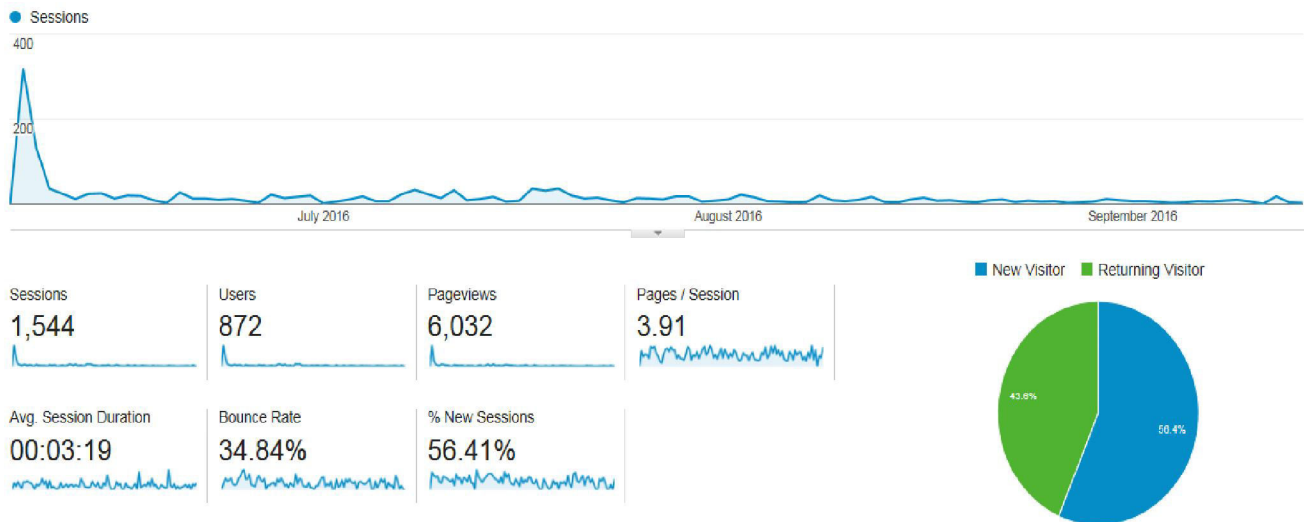 Sessions
400
200
July 2016
August 2016
September 2016
New Visitor
Returning Visitor
Sessions
1,544
Users
872
Pageviews
6,032
Pages / Session
3.91
Avg. Session Duration
00:03:19
Bounce Rate
34.84%
% New Sessions
56.41%
43.6%
56.4%